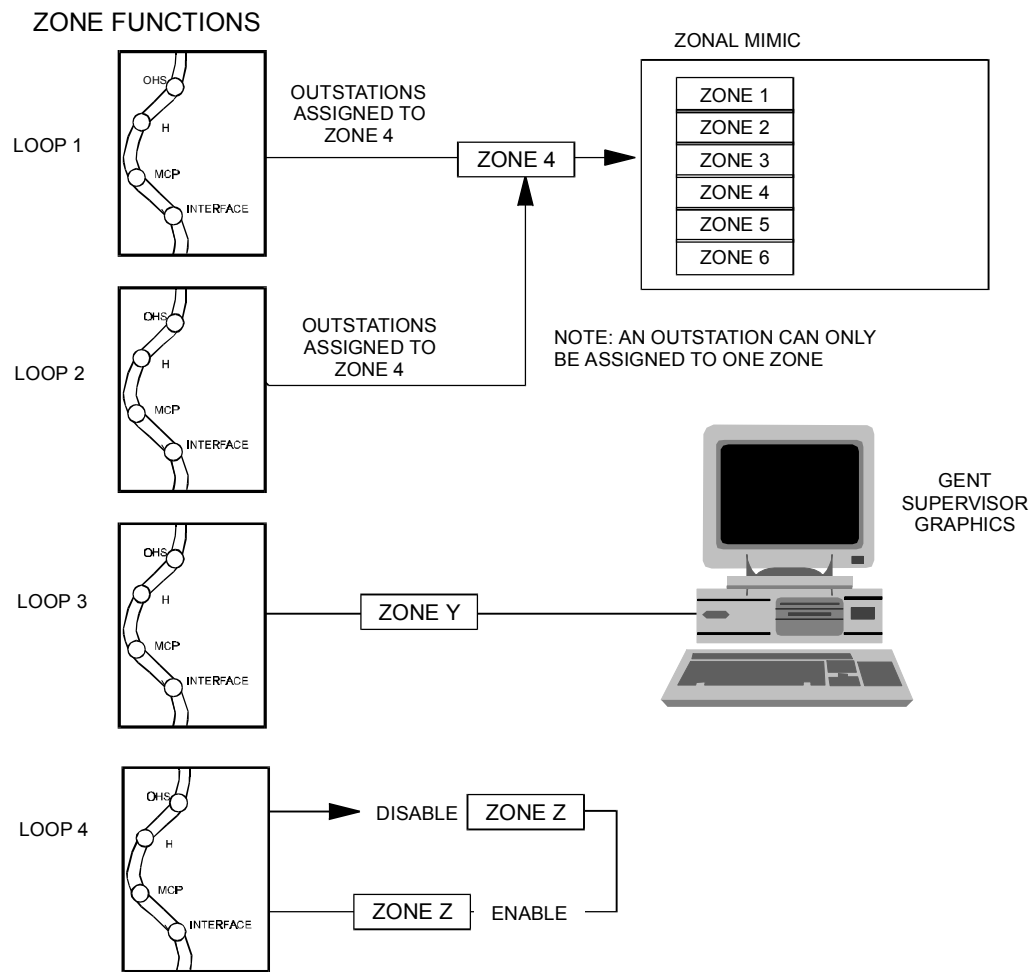 ZONE FUNCTIONS
ZONAL MIMIC
LOOP 1
OHS
H
MCP
INTERFACE
OUTSTATIONS
ASSIGNED TO
ZONE 4
ZONE 4
ZONE 1
ZONE 2
ZONE 3
ZONE 4
ZONE 5
ZONE 6
LOOP 2
OHS
H
MCP
INTERFACE
OUTSTATIONS
ASSIGNED TO
ZONE 4
NOTE: AN OUTSTATION CAN ONLY
BE ASSIGNED TO ONE ZONE
LOOP 3
OHS
H
MCP
INTERFACE
ZONE Y
GENT
SUPERVISOR
GRAPHICS
LOOP 4
OHS
H
MCP
INTERFACE
DISABLE
ZONE Z
ZONE Z
ENABLE